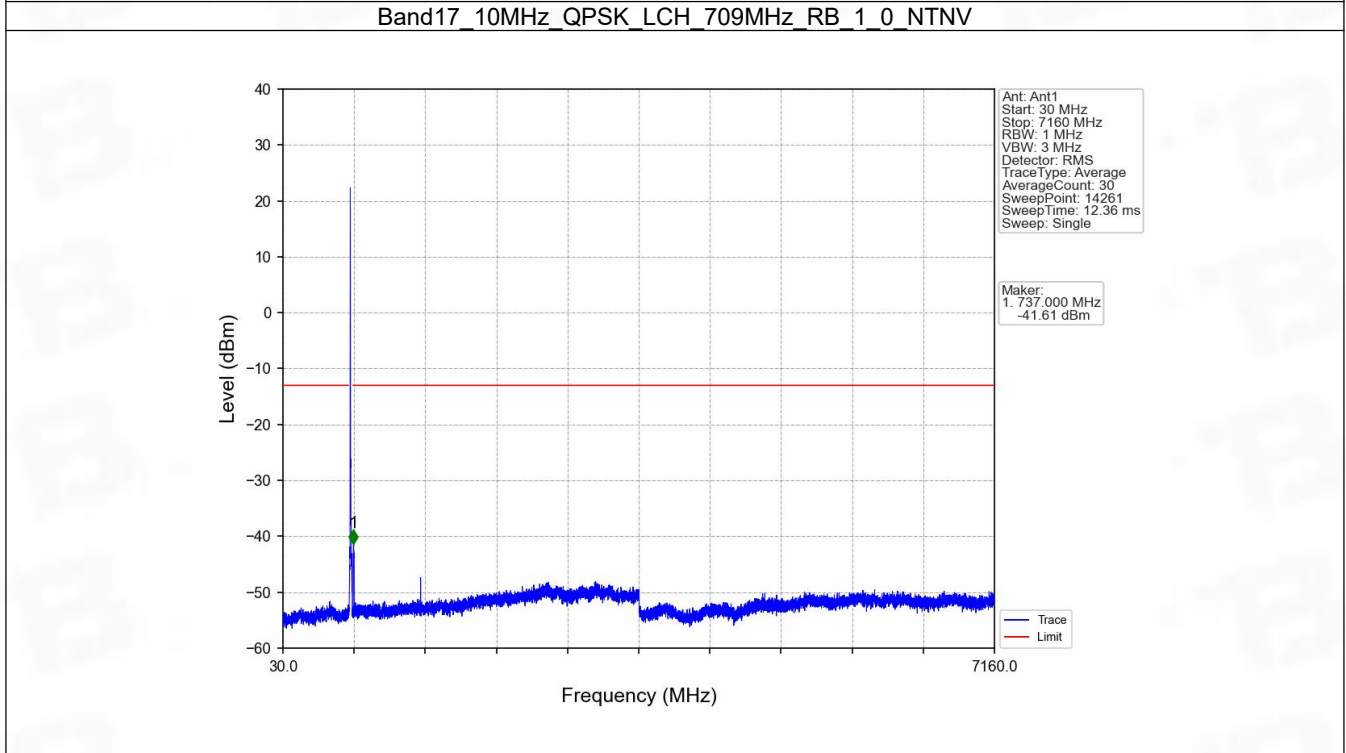 Band17_10MHz_QPSK_LCH_709MHz_RB_1_0_NTNV
40
30
20
10
0
−10
−20
−30
−40
−50
−60
Level (dBm)
1
30.0
7160.0
Frequency (MHz)
Ant: Ant1
Start: 30 MHz
Stop: 7160 MHz
RBW: 1 MHz
VBW: 3 MHz
Detector: RMS
TraceType: Average
AverageCount: 30
SweepPoint: 14261
SweepTime: 12.36 ms
Sweep: Single
Maker:
1. 737.000 MHz
-41.61 dBm
Trace
Limit